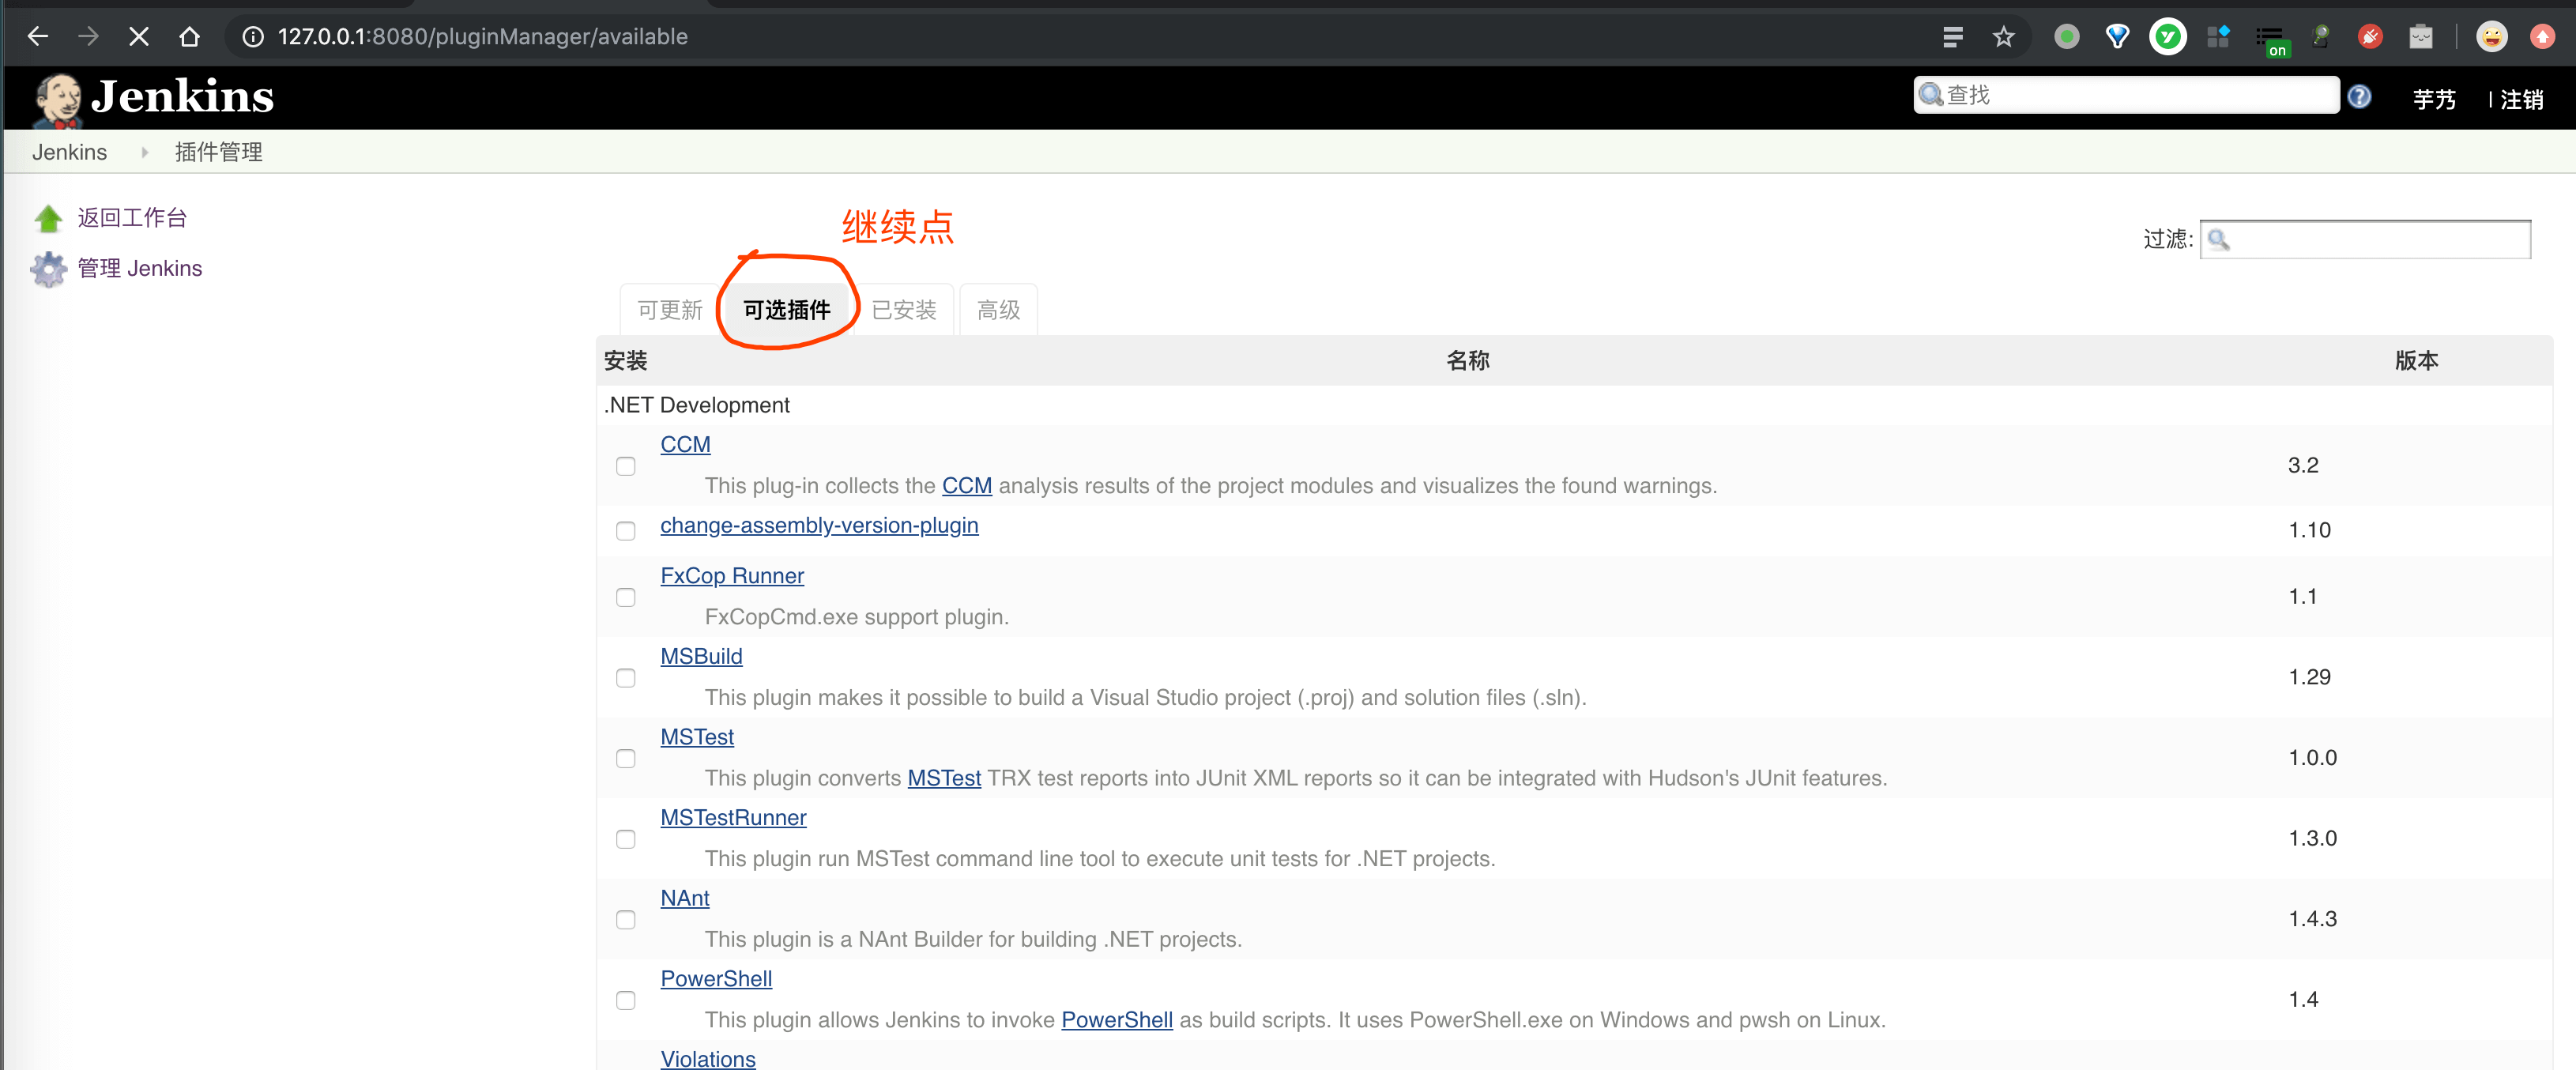 127.0.0.1:8080/pluginManager/available
on
Jenkins
查找
芋艿
| 注销
Jenkins
插件管理
返回工作台
管理 Jenkins
继续点
过滤:
可更新
可选插件
已安装
高级
安装 名称 版本
.NET Development
CCM
This plug-in collects the CCM analysis results of the project modules and visualizes the found warnings.
3.2
change-assembly-version-plugin
1.10
FxCop Runner
FxCopCmd.exe support plugin.
1.1
MSBuild
This plugin makes it possible to build a Visual Studio project (.proj) and solution files (.sln).
1.29
MSTest
This plugin converts MSTest TRX test reports into JUnit XML reports so it can be integrated with Hudson's JUnit features.
1.0.0
MSTestRunner
This plugin run MSTest command line tool to execute unit tests for .NET projects.
1.3.0
NAnt
This plugin is a NAnt Builder for building .NET projects.
1.4.3
PowerShell
This plugin allows Jenkins to invoke PowerShell as build scripts. It uses PowerShell.exe on Windows and pwsh on Linux.
1.4
Violations